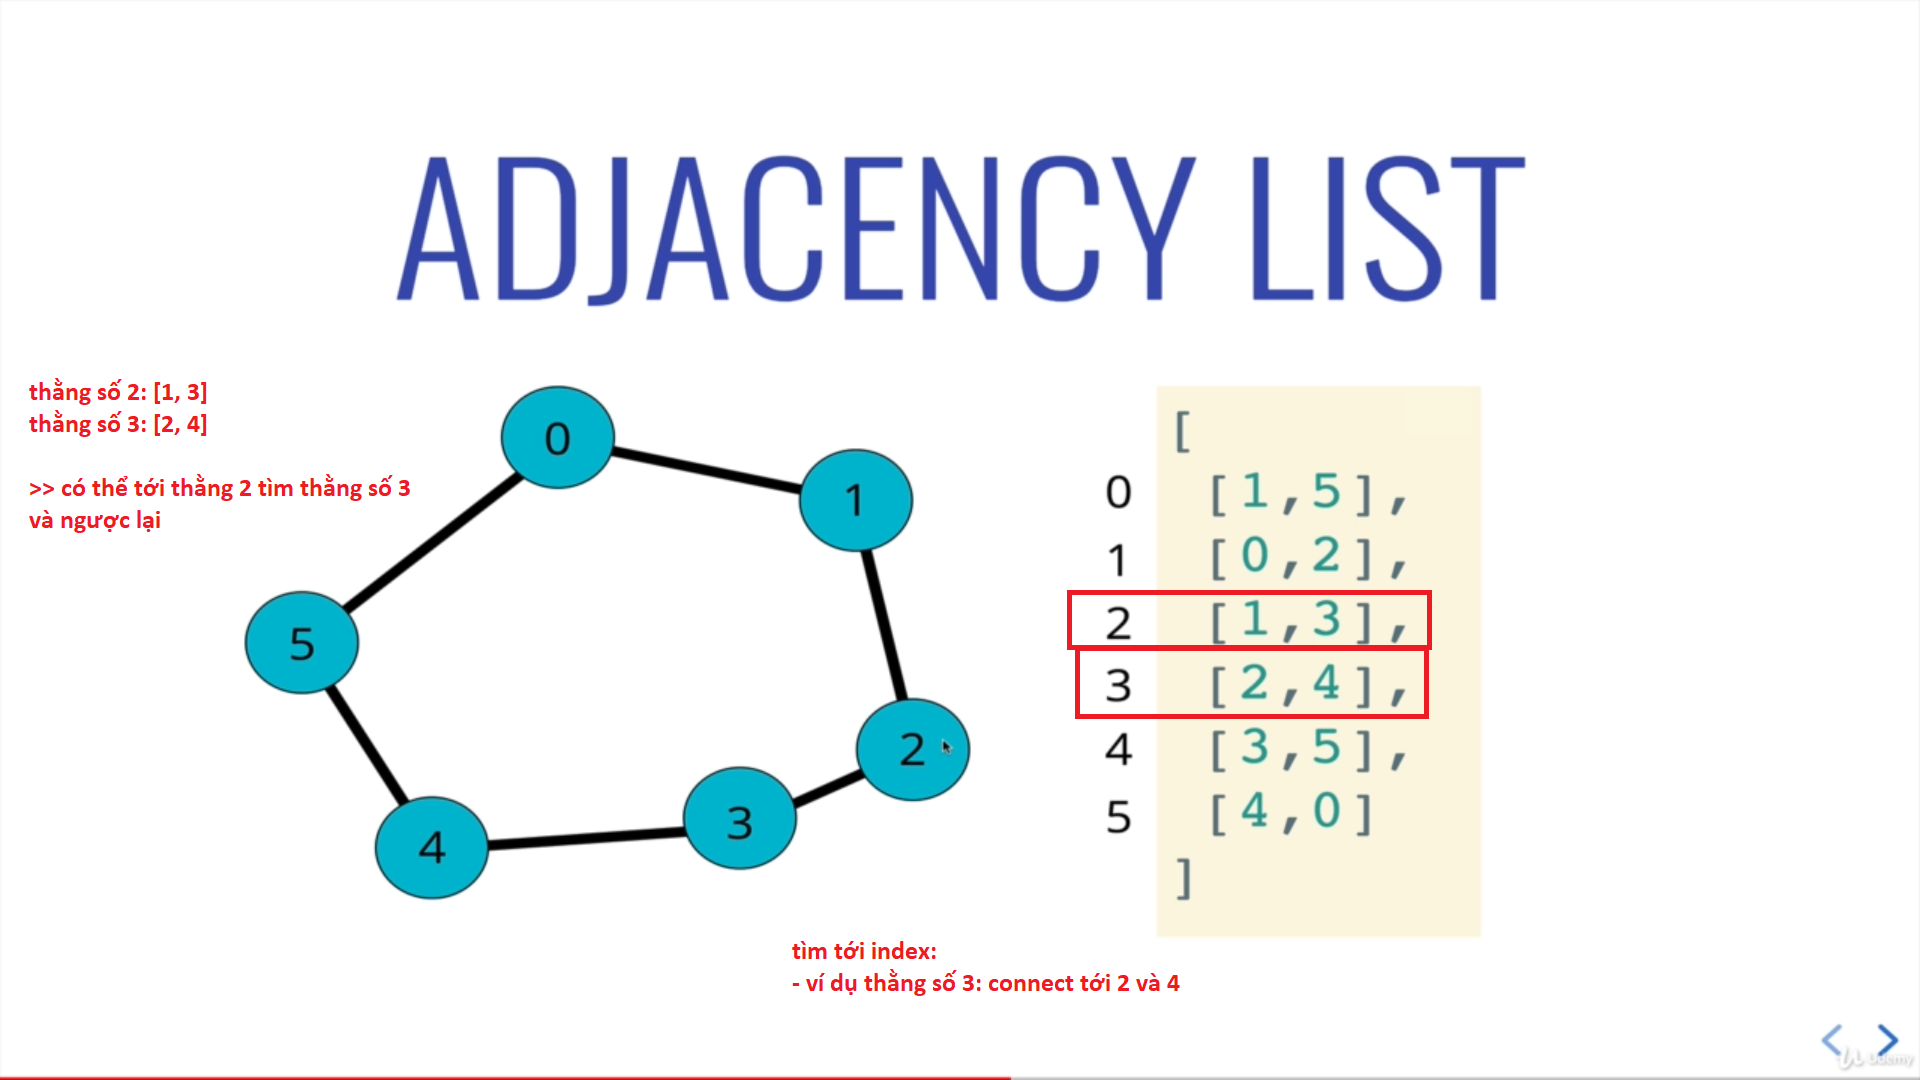 ADJACENCY LIST
thằng số 2: [1, 3]
thằng số 3: [2, 4]
>> có thể tới thằng 2 tìm thằng số 3
và ngược lại
0
1
5
2
3
4
[
0 [1,5],
1 [0,2],
2 [1,3],
3 [2,4],
4 [3,5],
5 [4,0]
]
tìm tới index:
- ví dụ thằng số 3: connect tới 2 và 4
Udemy